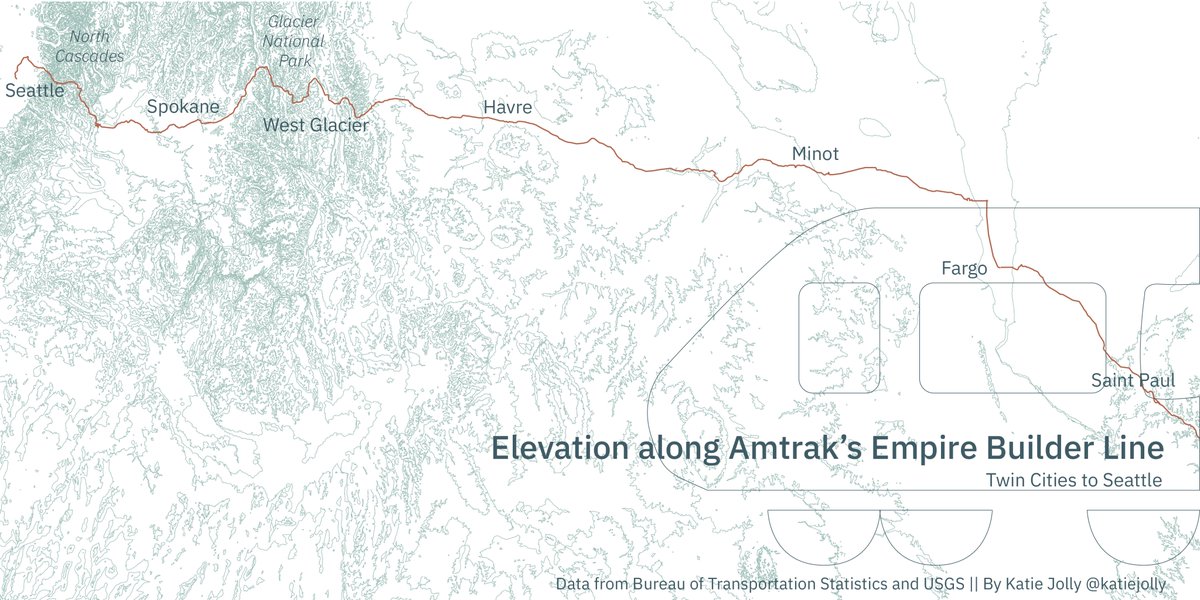 North
Cascades
Glacier
National
Park
Seattle
Spokane
West Glacier
Havre
Minot
Fargo
Saint Paul
Elevation along Amtrak’s Empire Builder Line
Twin Cities to Seattle
Data from Bureau of Transportation Statistics and USGS || By Katie Jolly @katiejolly